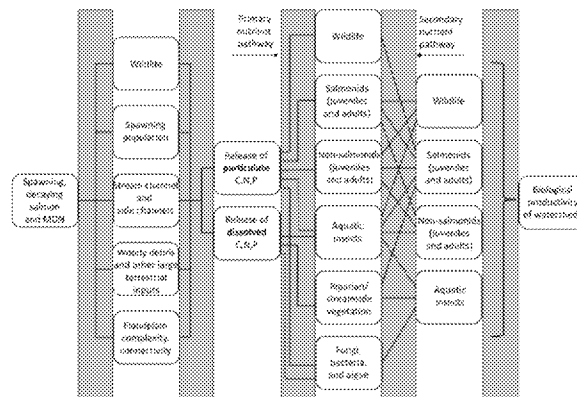 Primary
nutrient
pathway
Secondary
nutrient
pathway
Spawning,
decaying
salmon
and MDN
Wildlife
Spawning
population
Stream channel
and
side channels
Woody debris
and other large
terrestrial
inputs
Floodplain
complexity,
connectivity
Release of
particulate
C,N,P
Release of
dissolved
C,N,P
Wildlife
Salmonids
(juveniles
and adults)
Non-salmonids
(juveniles
and adults)
Aquatic
insects
Riparian/
streamside
vegetation
Fungi,
bacteria,
and algae
Wildlife
Salmonids
(juveniles
and adults)
Non-salmonids
(juveniles
and adults)
Aquatic
insects
Biological
productivity
of watershed